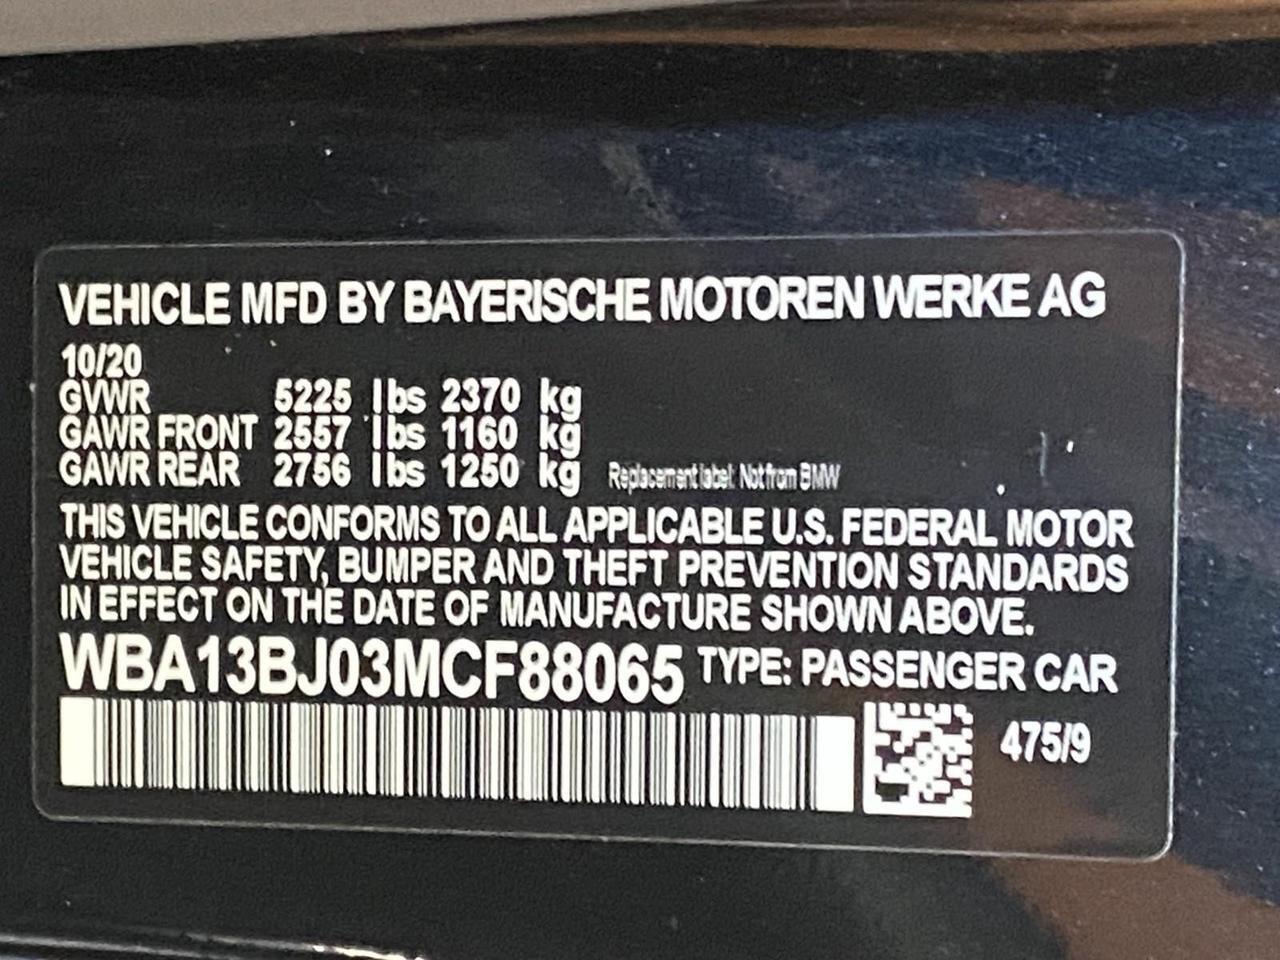 VEHICLE MFD BY BAYERISCHE MOTOREN WERKE AG
10/20
GVWR 5225 lbs 2370 kg
GAWR FRONT 2557 lbs 1160 kg
GAWR REAR 2756 lbs 1250 kg Replacement label: Not from BMW
THIS VEHICLE CONFORMS TO ALL APPLICABLE U.S. FEDERAL MOTOR
VEHICLE SAFETY, BUMPER AND THEFT PREVENTION STANDARDS
IN EFFECT ON THE DATE OF MANUFACTURE SHOWN ABOVE.
WBA13BJ03MCF88065 TYPE: PASSENGER CAR
475/9